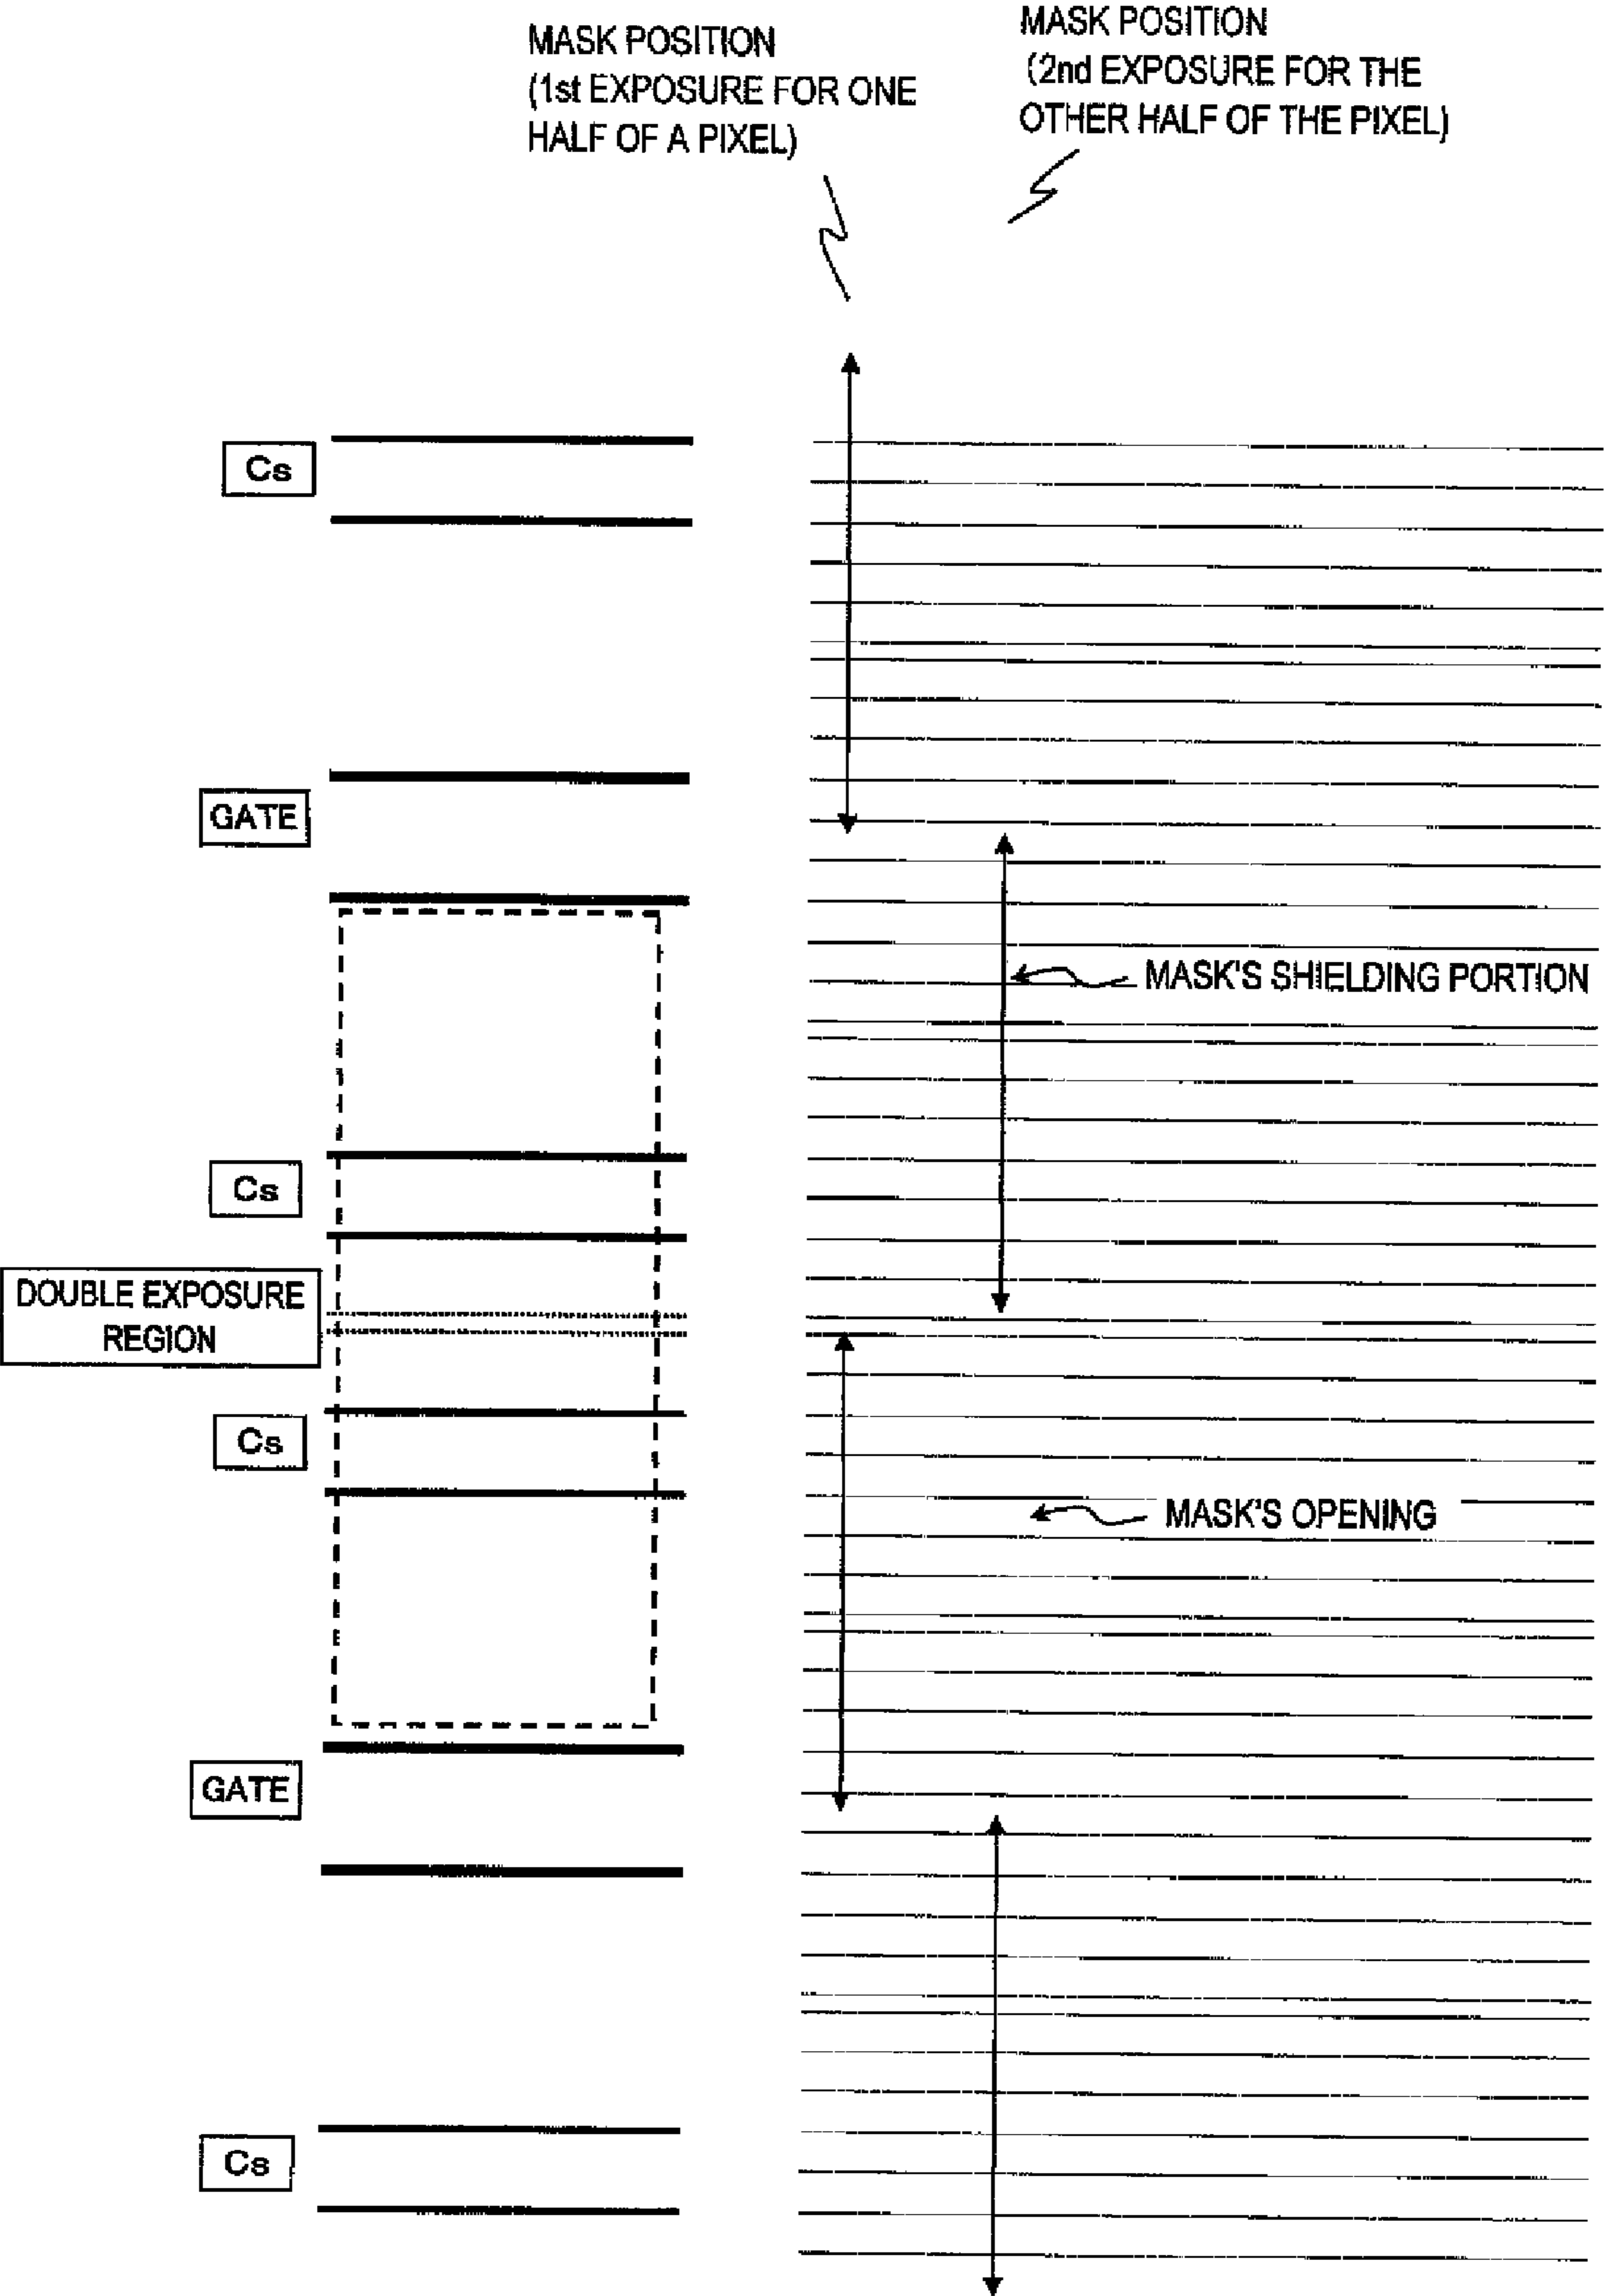 MASK POSITION
(1st EXPOSURE FOR ONE
HALF OF A PIXEL)
MASK POSITION
(2nd EXPOSURE FOR THE
OTHER HALF OF THE PIXEL)
Cs
GATE
MASK'S SHIELDING PORTION
Cs
DOUBLE EXPOSURE
REGION
Cs
MASK'S OPENING
GATE
Cs